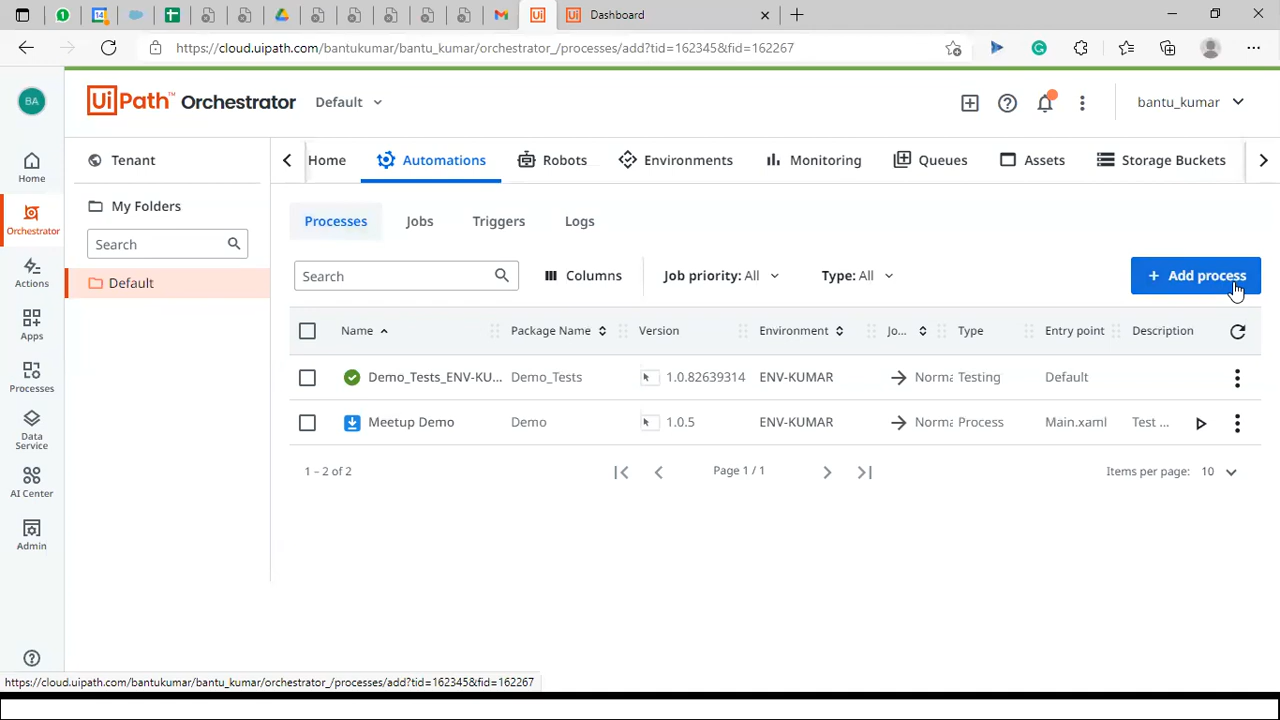 1
14
Ui
Ui Dashboard
https://cloud.uipath.com/bantukumar/bantu_kumar/orchestrator_/processes/add?tid=162345&fid=162267
BA
UiPath™ Orchestrator
Default
bantu_kumar
Home
Orchestrator
Actions
Apps
Processes
Data Service
AI Center
Admin
Tenant
My Folders
Search
Default
Home
Automations
Robots
Environments
Monitoring
Queues
Assets
Storage Buckets
Processes
Jobs
Triggers
Logs
Search
Columns
Job priority: All
Type: All
+ Add process
Name Package Name Version Environment Jo... Type Entry point Description
Demo_Tests_ENV-KU... Demo_Tests 1.0.82639314 ENV-KUMAR Norma Testing Default
Meetup Demo Demo 1.0.5 ENV-KUMAR Norma Process Main.xaml Test ...
1 – 2 of 2
Page 1 / 1
Items per page: 10
https://cloud.uipath.com/bantukumar/bantu_kumar/orchestrator_/processes/add?tid=162345&fid=162267